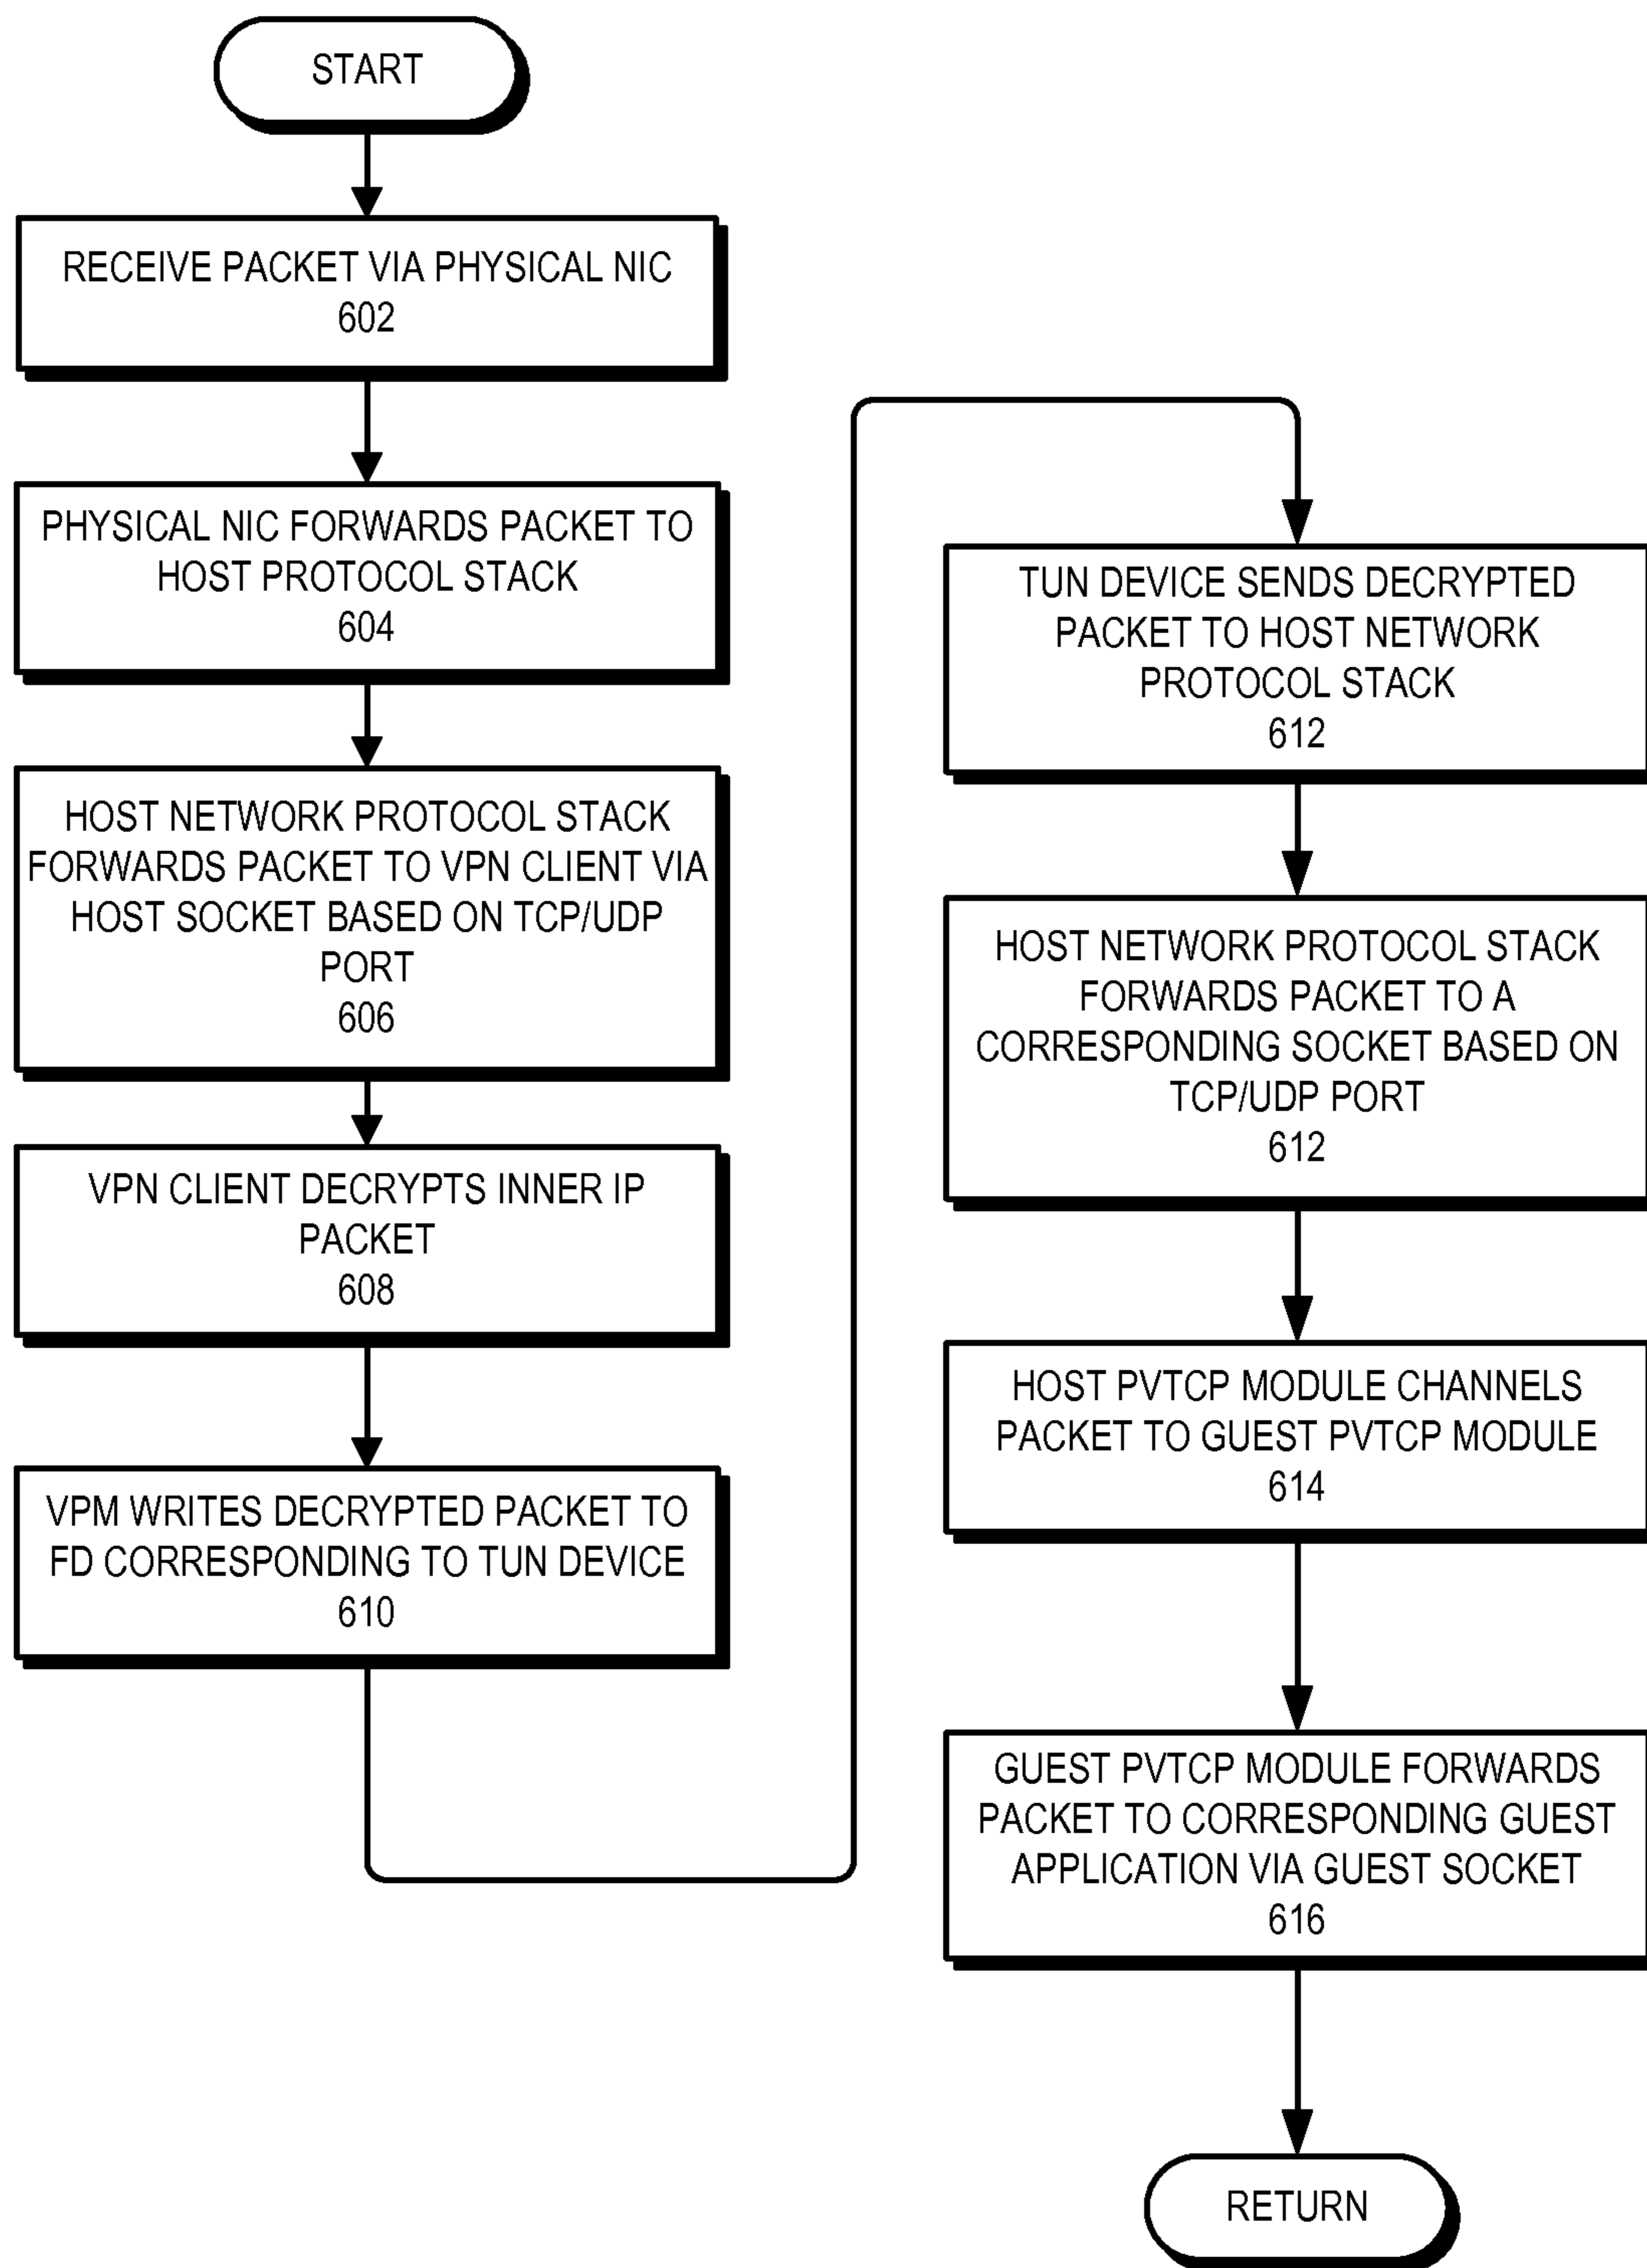 START
RECEIVE PACKET VIA PHYSICAL NIC
602
PHYSICAL NIC FORWARDS PACKET TO
HOST PROTOCOL STACK
604
HOST NETWORK PROTOCOL STACK
FORWARDS PACKET TO VPN CLIENT VIA
HOST SOCKET BASED ON TCP/UDP
PORT
606
VPN CLIENT DECRYPTS INNER IP
PACKET
608
VPM WRITES DECRYPTED PACKET TO
FD CORRESPONDING TO TUN DEVICE
610
TUN DEVICE SENDS DECRYPTED
PACKET TO HOST NETWORK
PROTOCOL STACK
612
HOST NETWORK PROTOCOL STACK
FORWARDS PACKET TO A
CORRESPONDING SOCKET BASED ON
TCP/UDP PORT
612
HOST PVTCP MODULE CHANNELS
PACKET TO GUEST PVTCP MODULE
614
GUEST PVTCP MODULE FORWARDS
PACKET TO CORRESPONDING GUEST
APPLICATION VIA GUEST SOCKET
616
RETURN